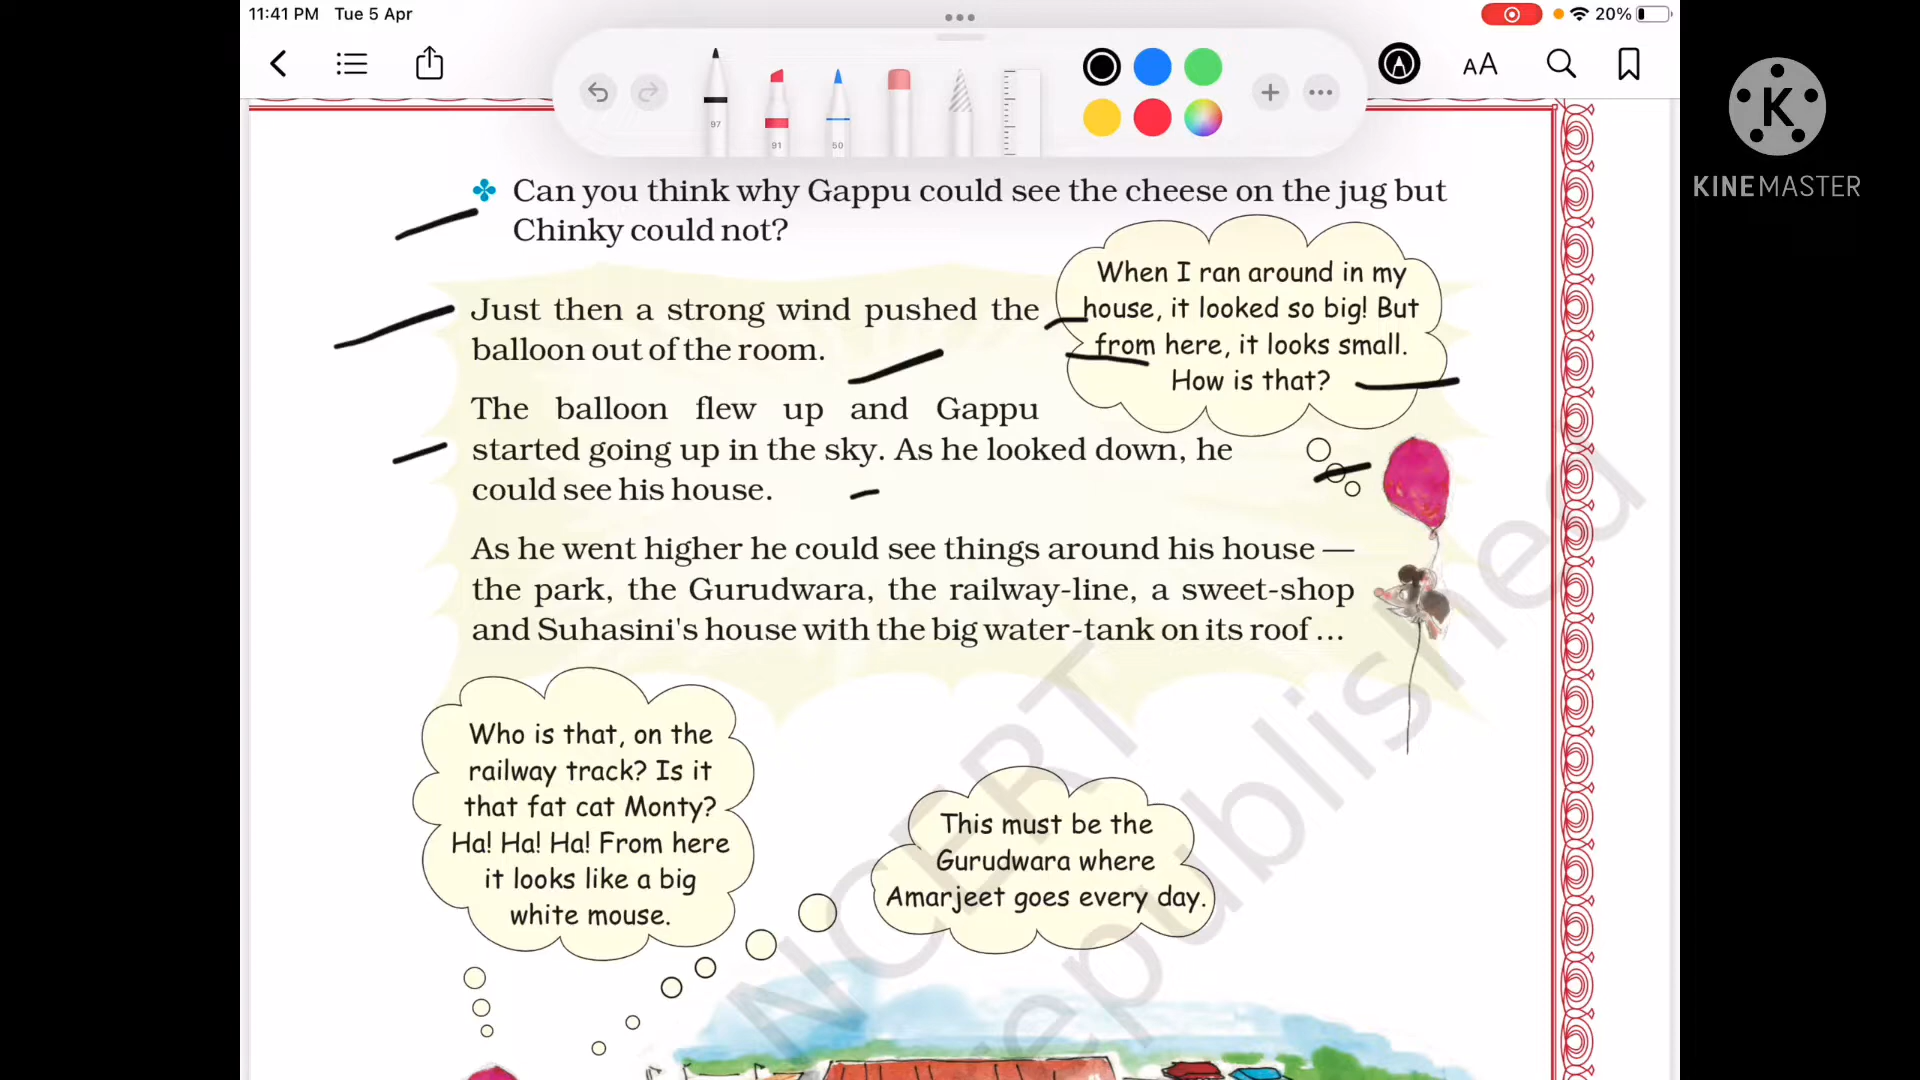 11:41 PM Tue 5 Apr
20%
97
91
50
AA
K
KINEMASTER
Can you think why Gappu could see the cheese on the jug but
Chinky could not?
When I ran around in my
house, it looked so big! But
from here, it looks small.
How is that?
Just then a strong wind pushed the
balloon out of the room.
The balloon flew up and Gappu
started going up in the sky. As he looked down, he
could see his house.
As he went higher he could see things around his house —
the park, the Gurudwara, the railway-line, a sweet-shop
and Suhasini's house with the big water-tank on its roof ...
Who is that, on the
railway track? Is it
that fat cat Monty?
Ha! Ha! Ha! From here
it looks like a big
white mouse.
This must be the
Gurudwara where
Amarjeet goes every day.
NCERT
republished